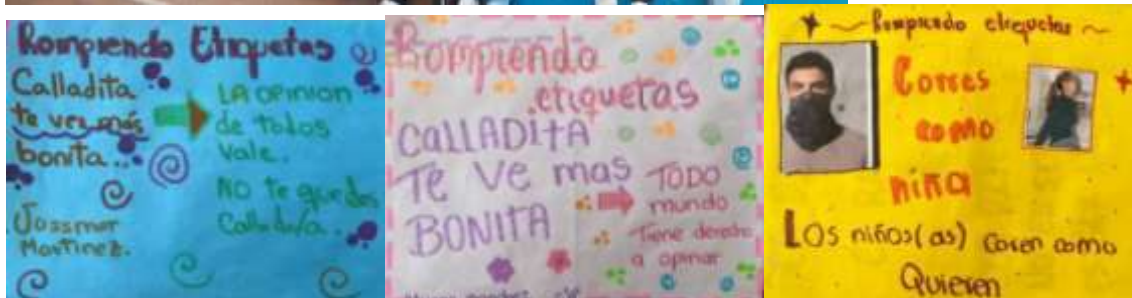 Rompiendo Etiquetas
Calladita
te ves más
bonita...
LA OPINION
de todos
vale.
NO te quedes
Callado/a.
Jossmar
Martinez.
Rompiendo
etiquetas
CALLADITA
Te Ve mas
BONITA
TODO
mundo
Tiene derecho
a opinar
Rompiendo etiquetas
Corres
como
niña
LOS niños(as) Coren como
Quieren